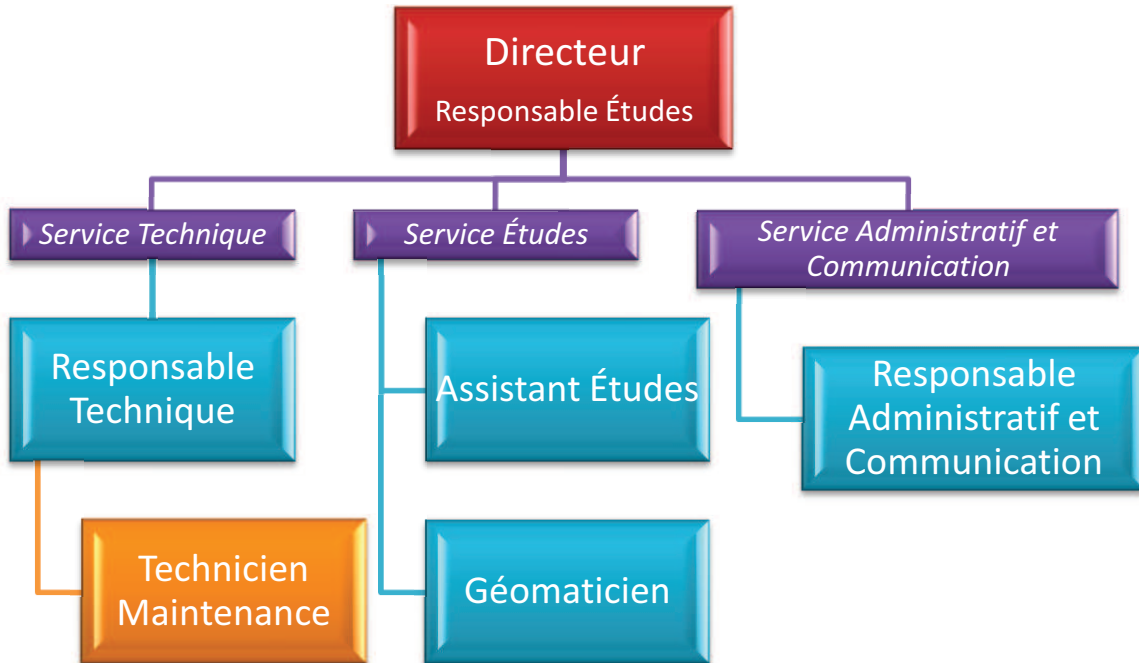 Directeur
Responsable Études
Service Technique
Service Études
Service Administratif et
Communication
Responsable
Technique
Assistant Études
Responsable
Administratif et
Communication
Technicien
Maintenance
Géomaticien